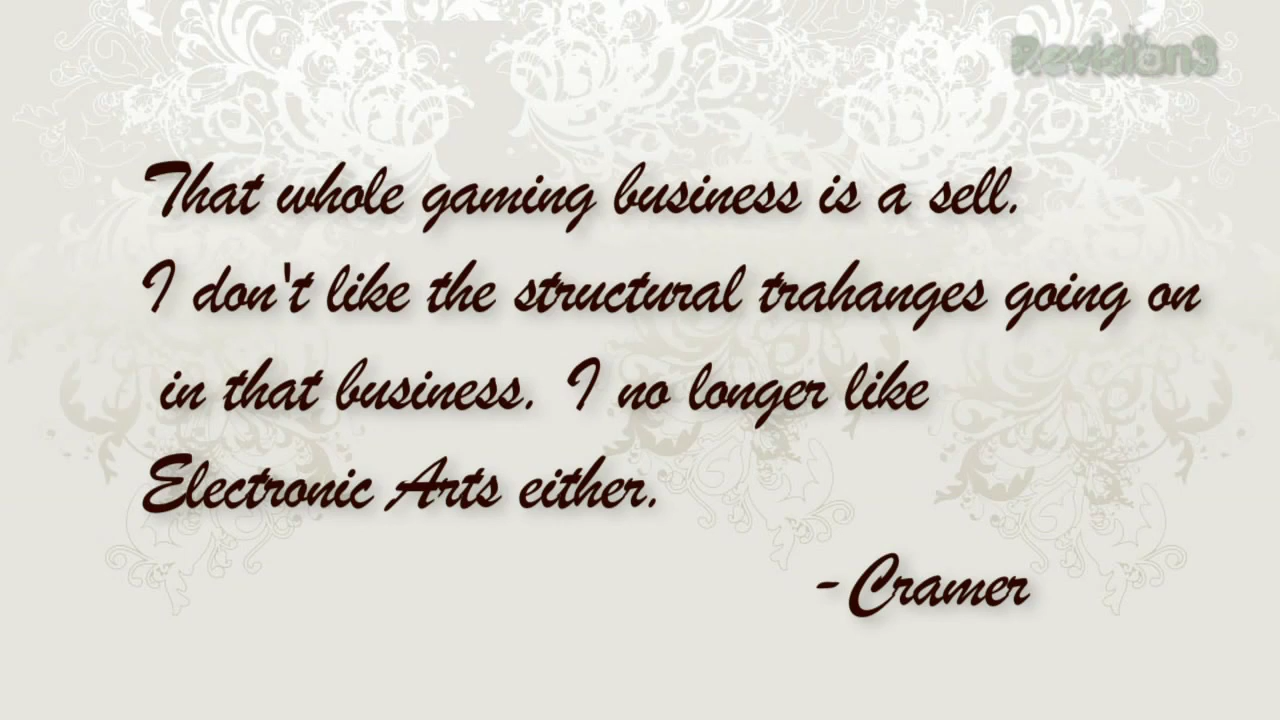 Revision3
That whole gaming business is a sell.
I don't like the structural trahanges going on
in that business. I no longer like
Electronic Arts either.
-Cramer